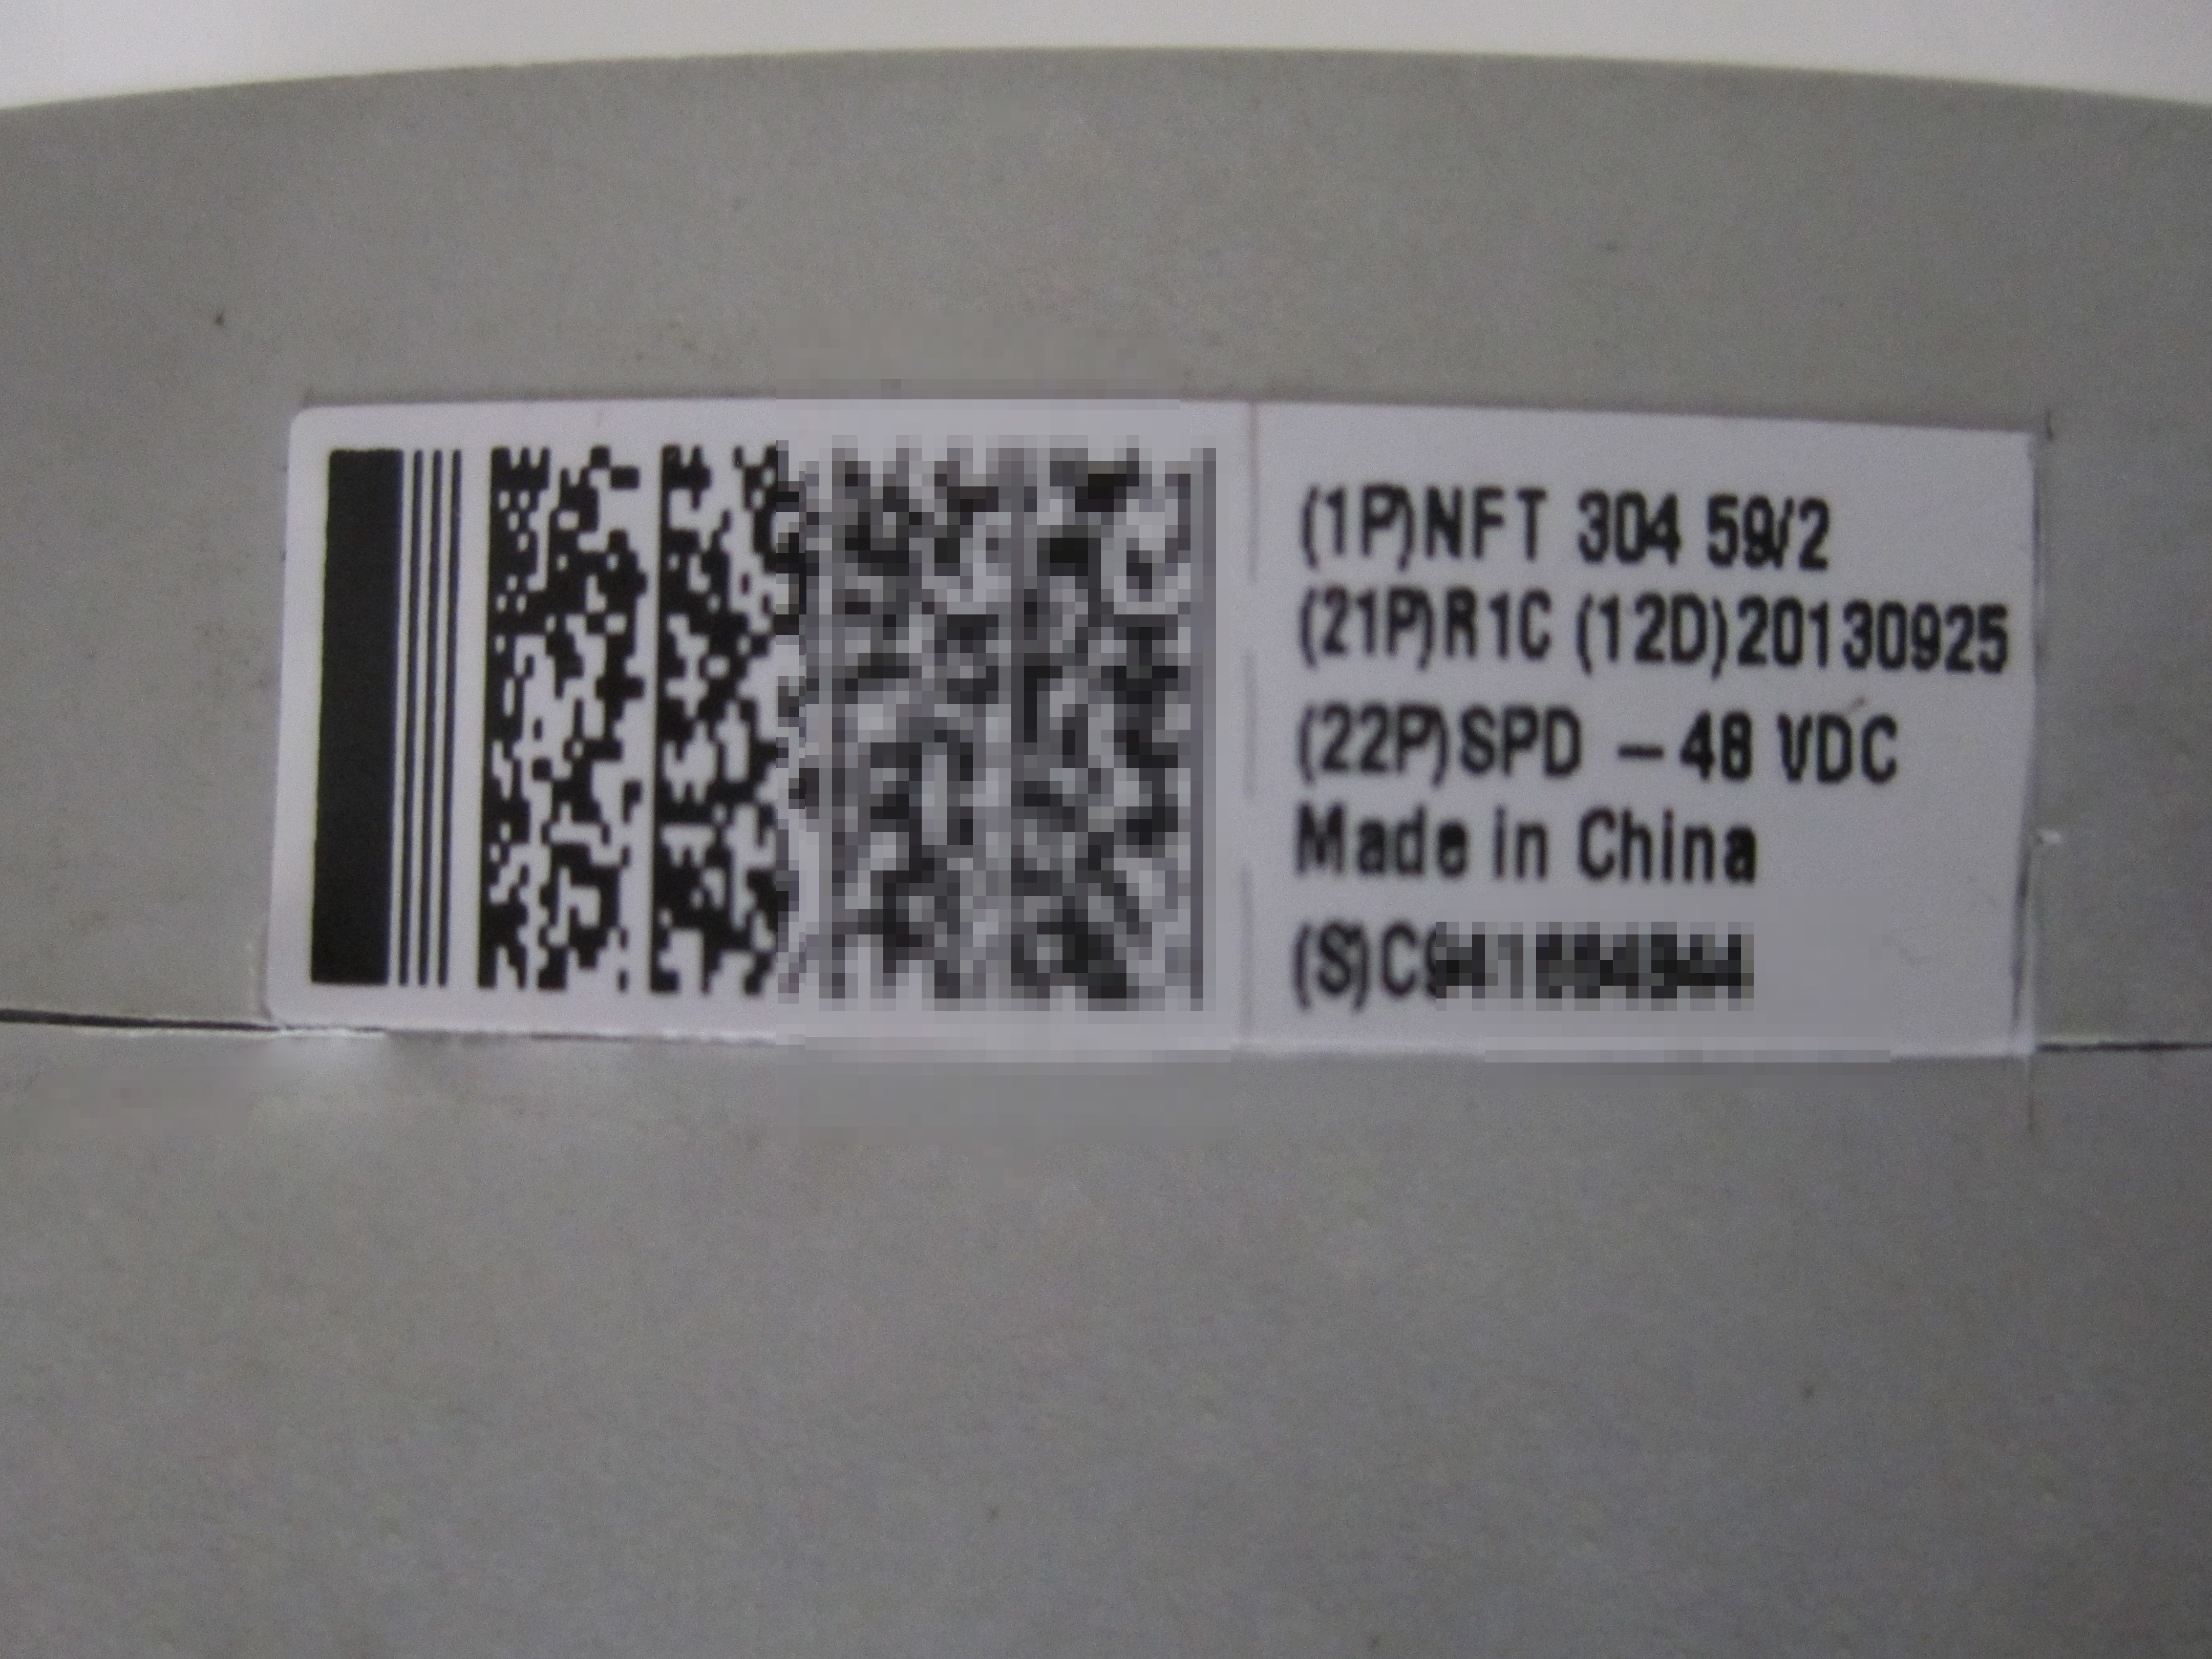 (1P)NFT 304 59/2
(21P)R1C (12D)20130925
(22P)SPD – 48 VDC
Made in China